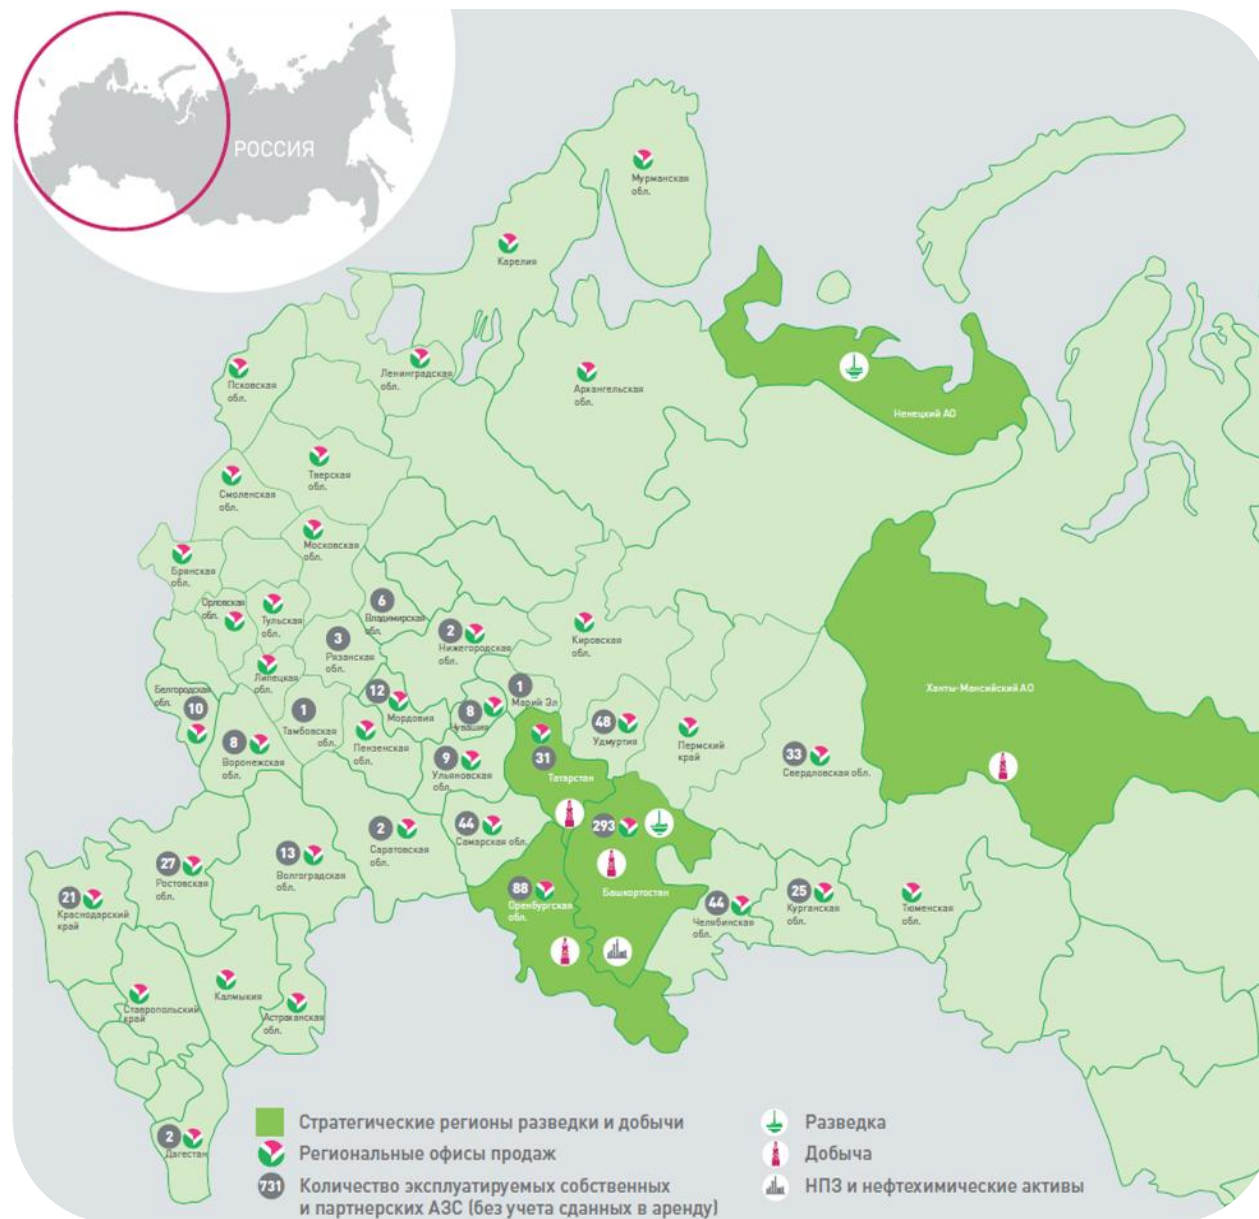 РОССИЯ
Мурманская
обл.
Карелия
Псковская
обл.
Ленинградская
обл.
Архангельская
обл.
Ненецкий АО
Тверская
обл.
Смоленская
обл.
Московская
обл.
Брянская
обл.
Орловская
обл.
Тульская
обл.
6
Владимирская
обл.
3
Рязанская
обл.
2
Нижегородская
обл.
Кировская
обл.
Липецкая
обл.
Белгородская
обл.
10
1
Тамбовская
обл.
12
Мордовия
8
Чувашия
1
Марий Эл
Ханты-Мансийский АО
8
Воронежская
обл.
Пензенская
обл.
9
Ульяновская
обл.
31
Татарстан
48
Удмуртия
Пермский
край
33
Свердловская обл.
27
Ростовская
обл.
13
Волгоградская
обл.
2
Саратовская
обл.
44
Самарская обл.
293
Башкортостан
21
Краснодарский
край
88
Оренбургская
обл.
44
Челябинская
обл.
25
Курганская
обл.
Тюменская
обл.
Ставропольский
край
Калмыкия
Астраханская
обл.
2
Дагестан
Стратегические регионы разведки и добычи
Региональные офисы продаж
731 Количество эксплуатируемых собственных
и партнерских АЗС (без учета сданных в аренду)
Разведка
Добыча
НПЗ и нефтехимические активы